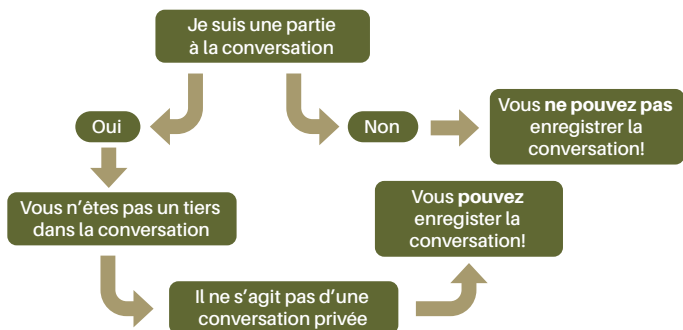 Je suis une partie
à la conversation
Oui
Non
Vous ne pouvez pas
enregistrer la
conversation!
Vous n'êtes pas un tiers
dans la conversation
Vous pouvez
enregister la
conversation!
Il ne s'agit pas d'une
conversation privée